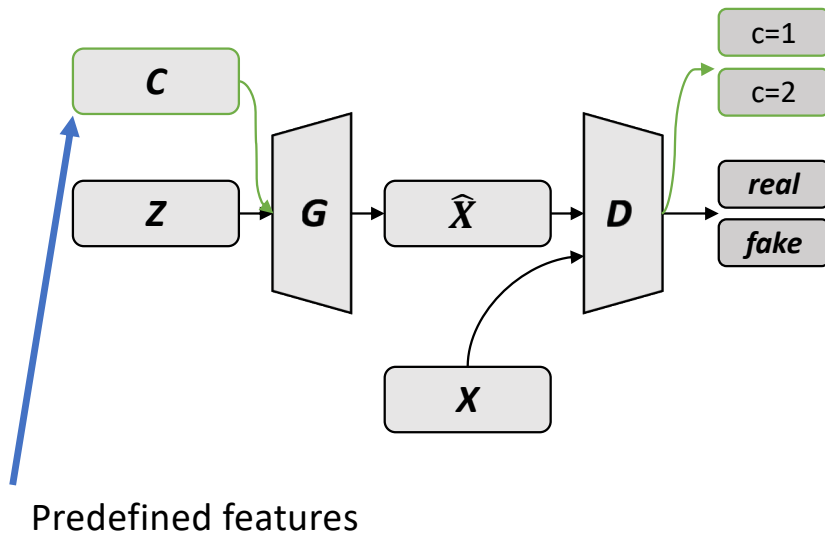 c=1
C
c=2
Z
G
X̂
D
real
fake
X
Predefined features